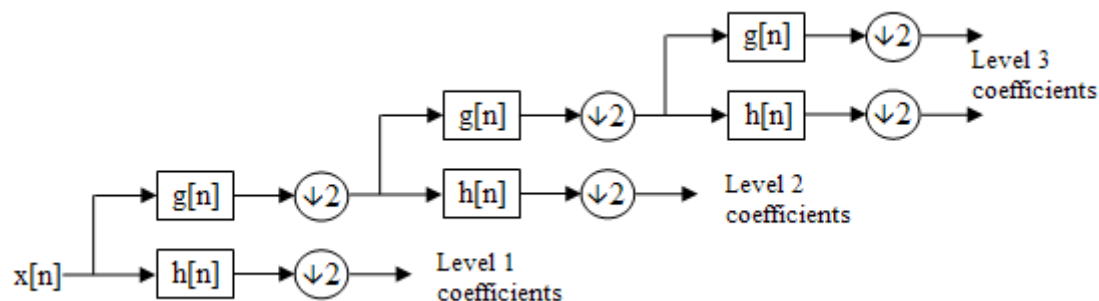 g[n] ↓2
Level 3
coefficients
g[n] ↓2 h[n] ↓2
g[n] ↓2 h[n] ↓2
Level 2
coefficients
x[n] h[n] ↓2
Level 1
coefficients